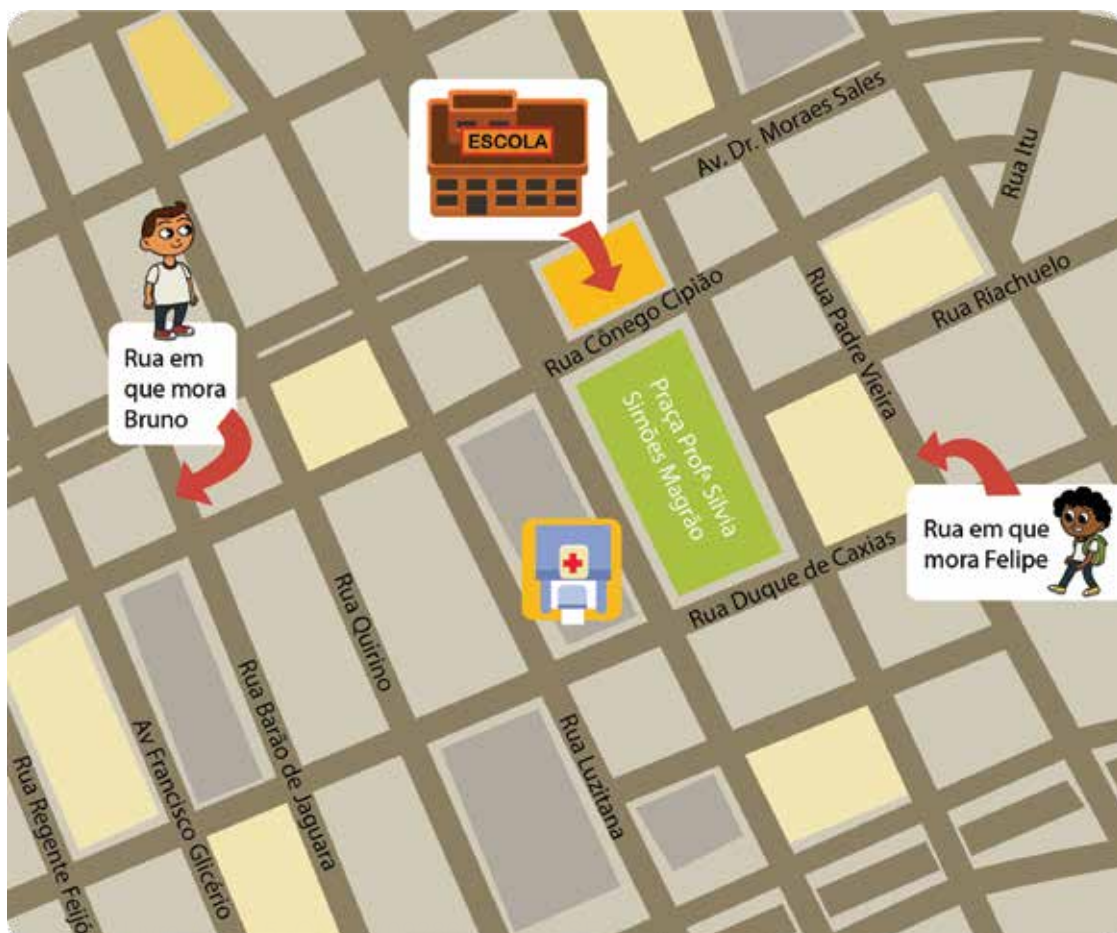 ESCOLA
Av. Dr. Moraes Sales
Rua Itu
Rua em
que mora
Bruno
Rua Cônego Cipião
Rua Padre Vieira
Rua Riachuelo
Praça Profª Silvia
Simões Magrão
Rua em que
mora Felipe
Rua Duque de Caxias
Rua Quirino
Rua Barão de Jaguara
Rua Luzitana
Av Francisco Glicério
Rua Regente Feijó